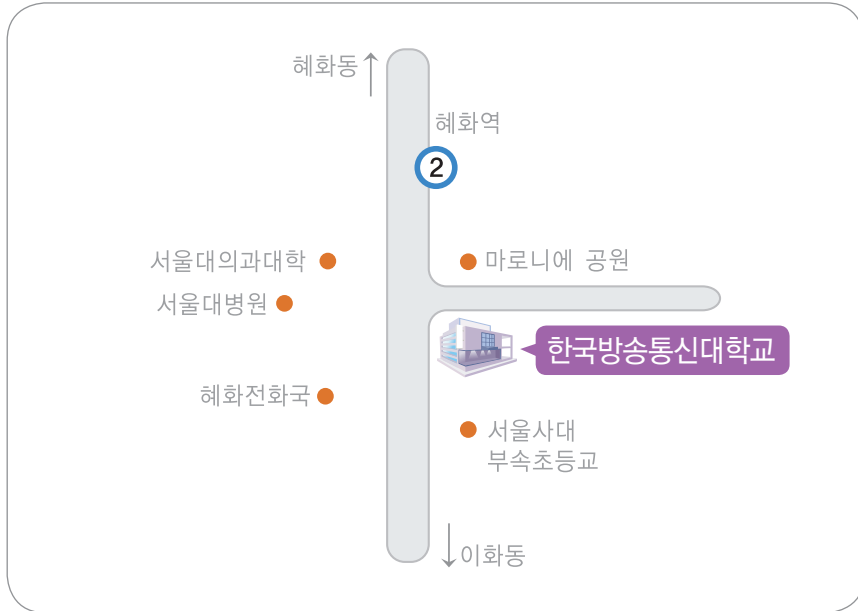 혜화동
혜화역
2
서울대의과대학
마로니에 공원
서울대병원
한국방송통신대학교
혜화전화국
서울사대
부속초등교
이화동